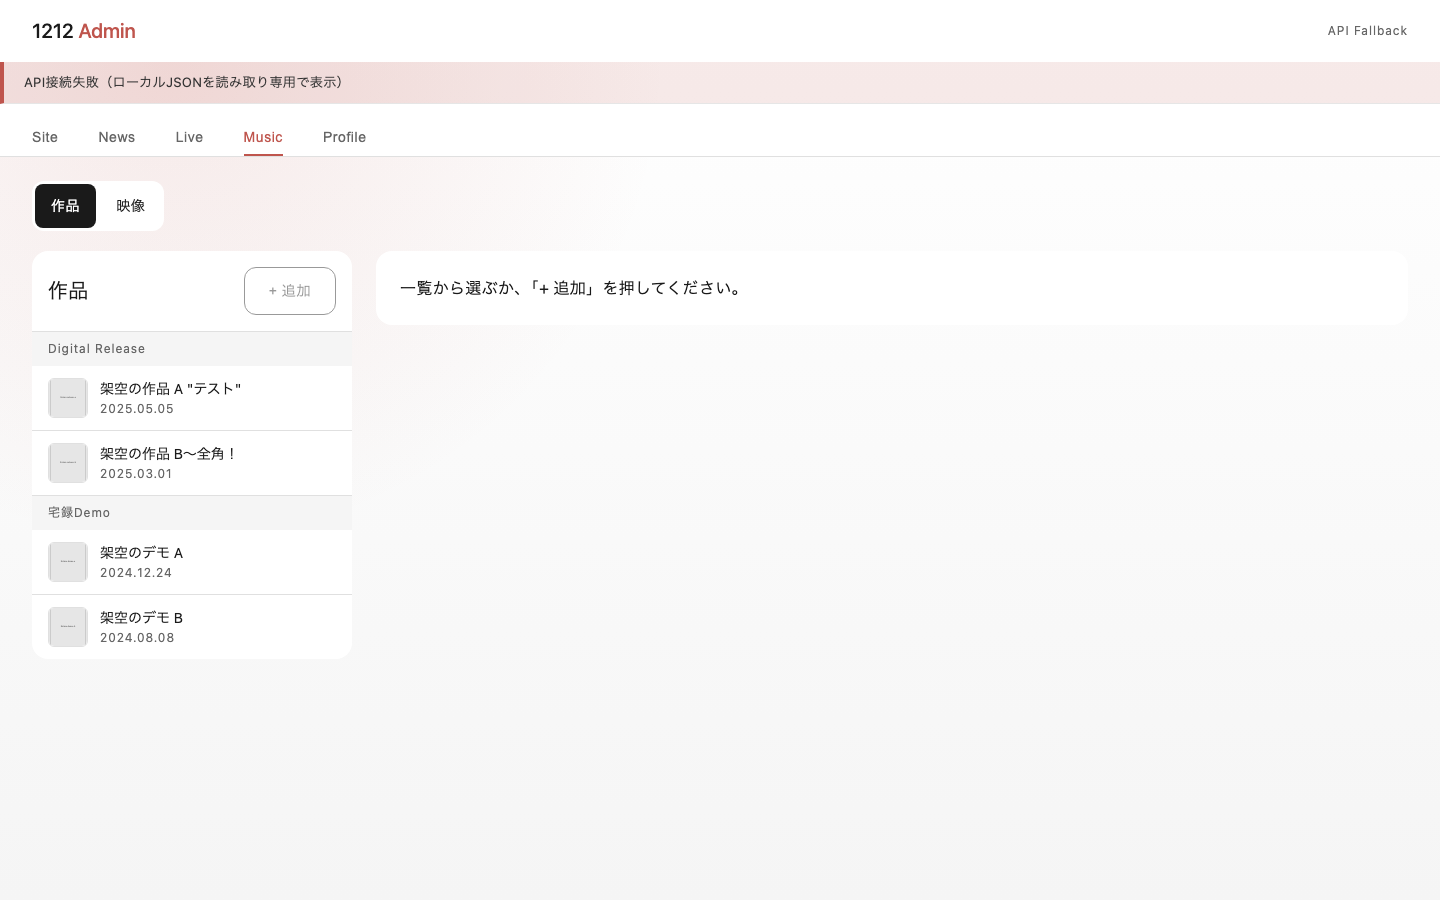 1212 Admin
API Fallback
API接続失敗（ローカルJSONを読み取り専用で表示）
Site
News
Live
Music
Profile
作品
映像
作品
+ 追加
一覧から選ぶか、「+ 追加」を押してください。
Digital Release
架空の作品 A "テスト"
2025.05.05
架空の作品 B〜全角！
2025.03.01
宅録Demo
架空のデモ A
2024.12.24
架空のデモ B
2024.08.08